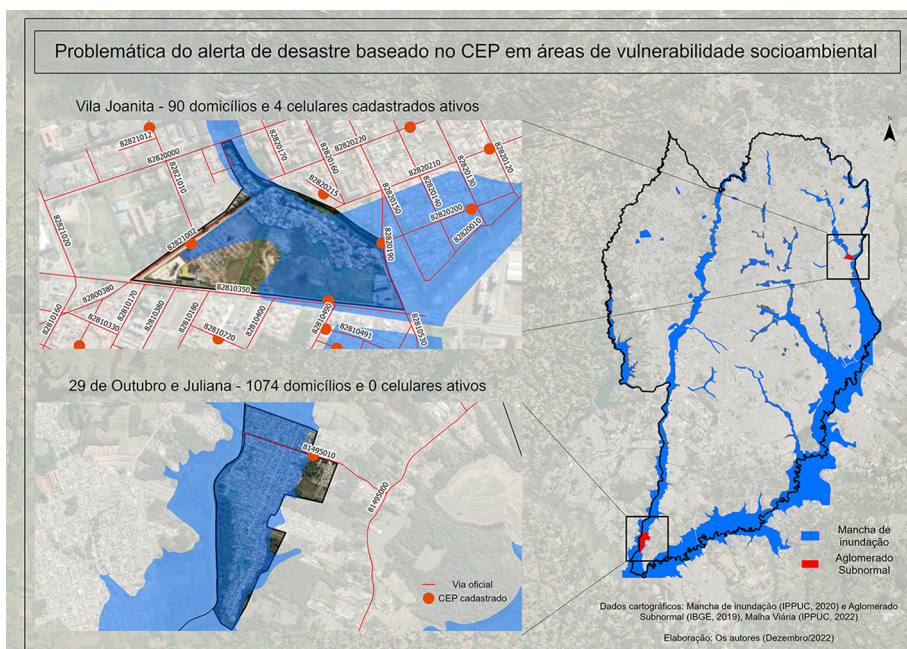 Problemática do alerta de desastre baseado no CEP em áreas de vulnerabilidade socioambiental
Vila Joanita - 90 domicílios e 4 celulares cadastrados ativos
82821012
82820000
82821010
82820170
82820160
82820220
82820210
82820130
82820120
82820215
82820150
82820140
82820200
82820010
82821020
82821002
82820190
82810350
82800380
82810160
82810330
82810170
82810380
82810180
82810720
82810400
82810490
82810491
82810530
29 de Outubro e Juliana - 1074 domicílios e 0 celulares ativos
81495010
81495000
Via oficial
CEP cadastrado
N
Mancha de
inundação
Aglomerado
Subnormal
Dados cartográficos: Mancha de inundação (IPPUC, 2020) e Aglomerado
Subnormal (IBGE, 2019), Malha Viária (IPPUC, 2022)
Elaboração: Os autores (Dezembro/2022)